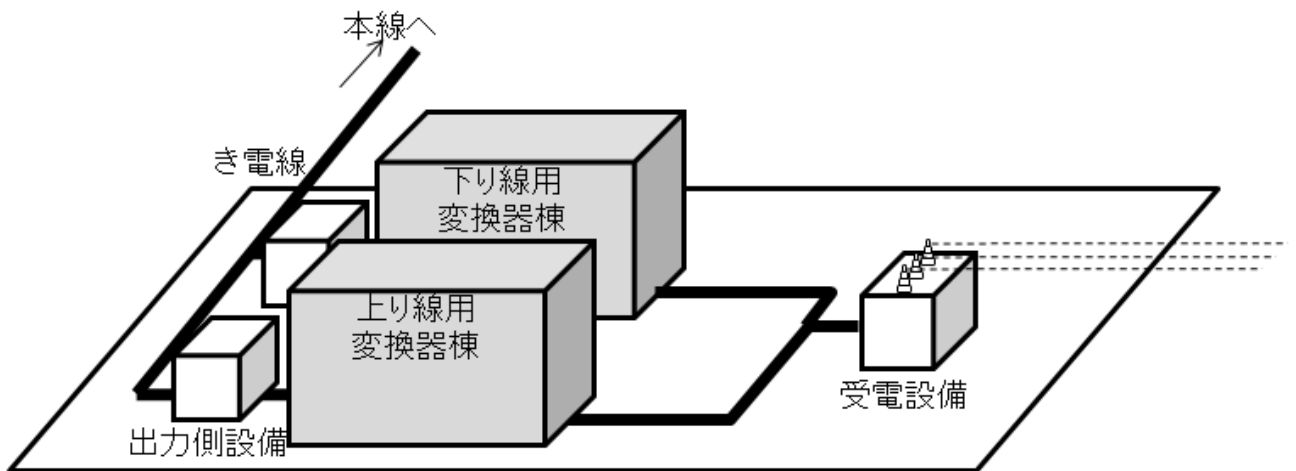 本線へ
き電線
下り線用
変換器棟
上り線用
変換器棟
受電設備
出力側設備